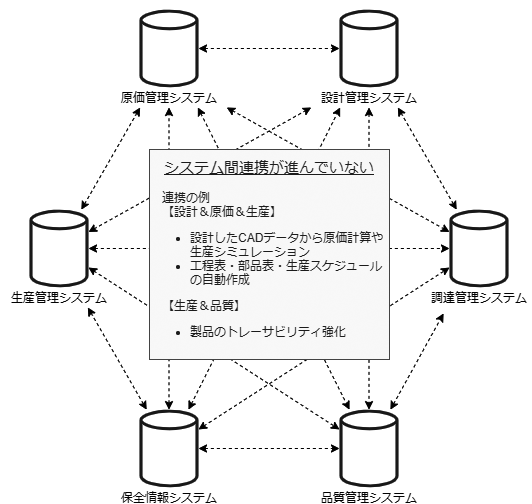 原価管理システム
設計管理システム
システム間連携が進んでいない
連携の例
【設計＆原価＆生産】
• 設計したCADデータから原価計算や
生産シミュレーション
• 工程表・部品表・生産スケジュール
の自動作成
【生産＆品質】
• 製品のトレーサビリティ強化
生産管理システム
調達管理システム
保全情報システム
品質管理システム